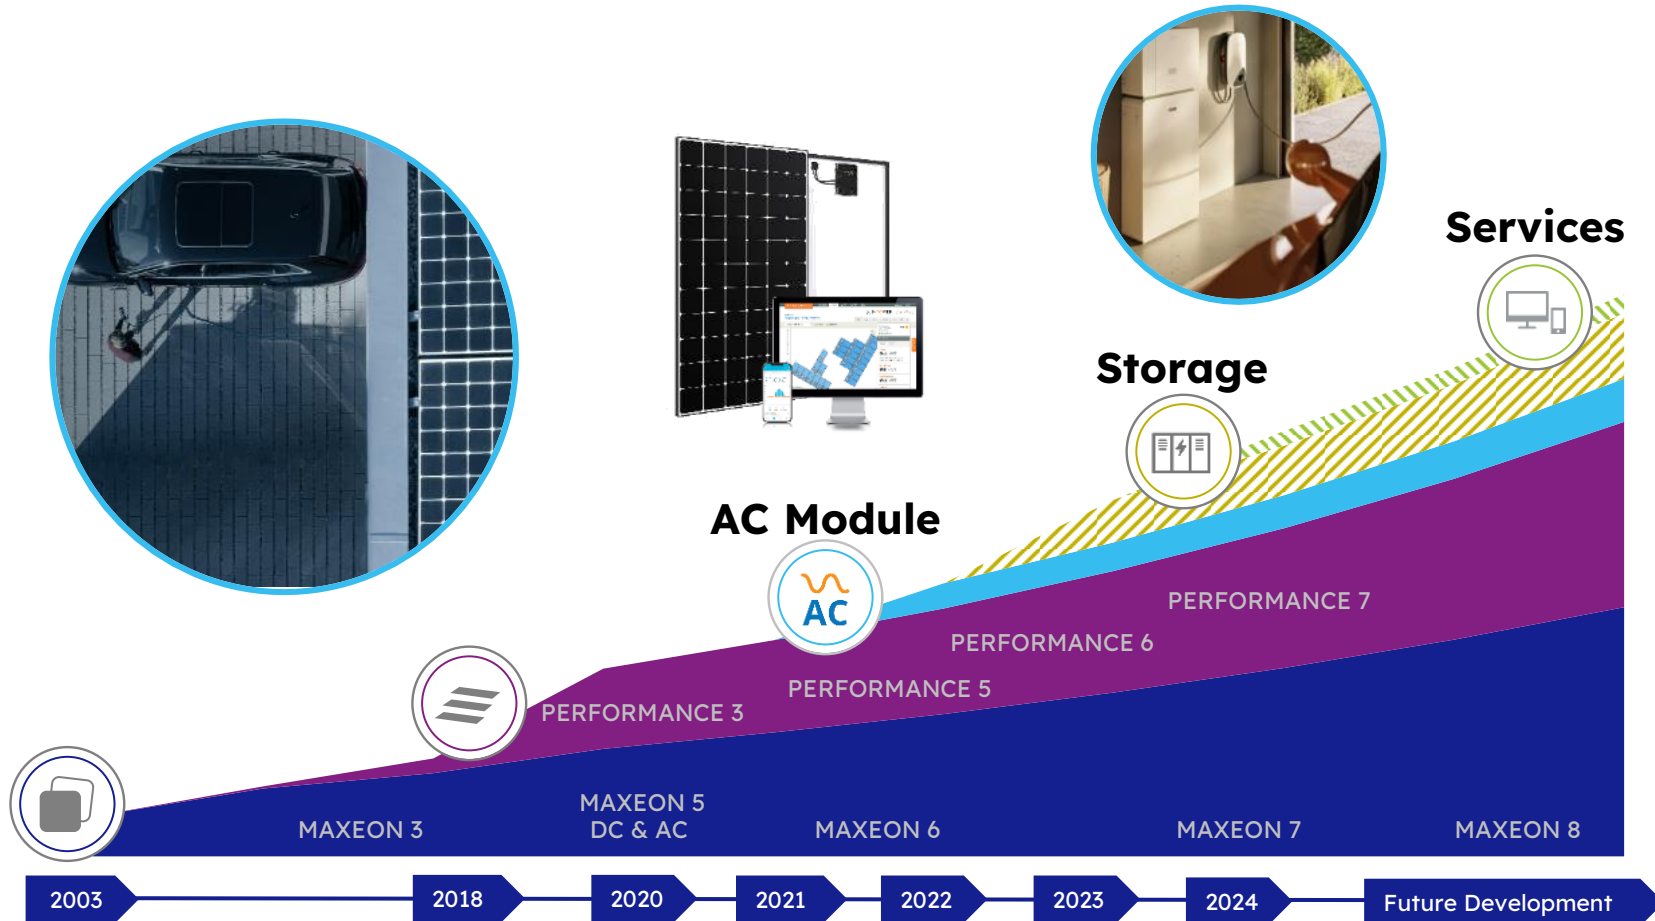 Services
Storage
AC Module
AC
PERFORMANCE 7
PERFORMANCE 6
PERFORMANCE 5
PERFORMANCE 3
MAXEON 3
MAXEON 5
DC & AC
MAXEON 6
MAXEON 7
MAXEON 8
2003
2018
2020
2021
2022
2023
2024
Future Development